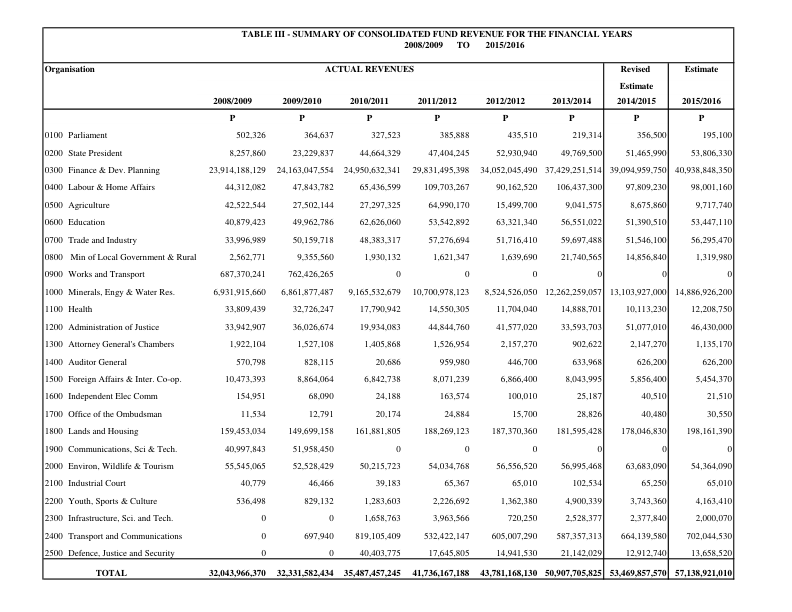 TABLE III - SUMMARY OF CONSOLIDATED FUND REVENUE FOR THE FINANCIAL YEARS
2008/2009 TO 2015/2016
Organisation ACTUAL REVENUES Revised Estimate
Estimate
2008/2009 2009/2010 2010/2011 2011/2012 2012/2012 2013/2014 2014/2015 2015/2016
P P P P P P P P
0100 Parliament 502,326 364,637 327,523 385,888 435,510 219,314 356,500 195,100
0200 State President 8,257,860 23,229,837 44,664,329 47,404,245 52,930,940 49,769,500 51,465,990 53,806,330
0300 Finance & Dev. Planning 23,914,188,129 24,163,047,554 24,950,632,341 29,831,495,398 34,052,045,490 37,429,251,514 39,094,959,750 40,938,848,350
0400 Labour & Home Affairs 44,312,082 47,843,782 65,436,599 109,703,267 90,162,520 106,437,300 97,809,230 98,001,160
0500 Agriculture 42,522,544 27,502,144 27,297,325 64,990,170 15,499,700 9,041,575 8,675,860 9,717,740
0600 Education 40,879,423 49,962,786 62,626,060 53,542,892 63,321,340 56,551,022 51,390,510 53,447,110
0700 Trade and Industry 33,996,989 50,159,718 48,383,317 57,276,694 51,716,410 59,697,488 51,546,100 56,295,470
0800 Min of Local Government & Rural 2,562,771 9,355,560 1,930,132 1,621,347 1,639,690 21,740,565 14,856,840 1,319,980
0900 Works and Transport 687,370,241 762,426,265 0 0 0 0 0 0
1000 Minerals, Engy & Water Res. 6,931,915,660 6,861,877,487 9,165,532,679 10,700,978,123 8,524,526,050 12,262,259,057 13,103,927,000 14,886,926,200
1100 Health 33,809,439 32,726,247 17,790,942 14,550,305 11,704,040 14,888,701 10,113,230 12,208,750
1200 Administration of Justice 33,942,907 36,026,674 19,934,083 44,844,760 41,577,020 33,593,703 51,077,010 46,430,000
1300 Attorney General's Chambers 1,922,104 1,527,108 1,405,868 1,526,954 2,157,270 902,622 2,147,270 1,135,170
1400 Auditor General 570,798 828,115 20,686 959,980 446,700 633,968 626,200 626,200
1500 Foreign Affairs & Inter. Co-op. 10,473,393 8,864,064 6,842,738 8,071,239 6,866,400 8,043,995 5,856,400 5,454,370
1600 Independent Elec Comm 154,951 68,090 24,188 163,574 100,010 25,187 40,510 21,510
1700 Office of the Ombudsman 11,534 12,791 20,174 24,884 15,700 28,826 40,480 30,550
1800 Lands and Housing 159,453,034 149,699,158 161,881,805 188,269,123 187,370,360 181,595,428 178,046,830 198,161,390
1900 Communications, Sci & Tech. 40,997,843 51,958,450 0 0 0 0 0 0
2000 Environ, Wildlife & Tourism 55,545,065 52,528,429 50,215,723 54,034,768 56,556,520 56,995,468 63,683,090 54,364,090
2100 Industrial Court 40,779 46,466 39,183 65,367 65,010 102,534 65,250 65,010
2200 Youth, Sports & Culture 536,498 829,132 1,283,603 2,226,692 1,362,380 4,900,339 3,743,360 4,163,410
2300 Infrastructure, Sci. and Tech. 0 0 1,658,763 3,963,566 720,250 2,528,377 2,377,840 2,000,070
2400 Transport and Communications 0 697,940 819,105,409 532,422,147 605,007,290 587,357,313 664,139,580 702,044,530
2500 Defence, Justice and Security 0 0 40,403,775 17,645,805 14,941,530 21,142,029 12,912,740 13,658,520
TOTAL 32,043,966,370 32,331,582,434 35,487,457,245 41,736,167,188 43,781,168,130 50,907,705,825 53,469,857,570 57,138,921,010